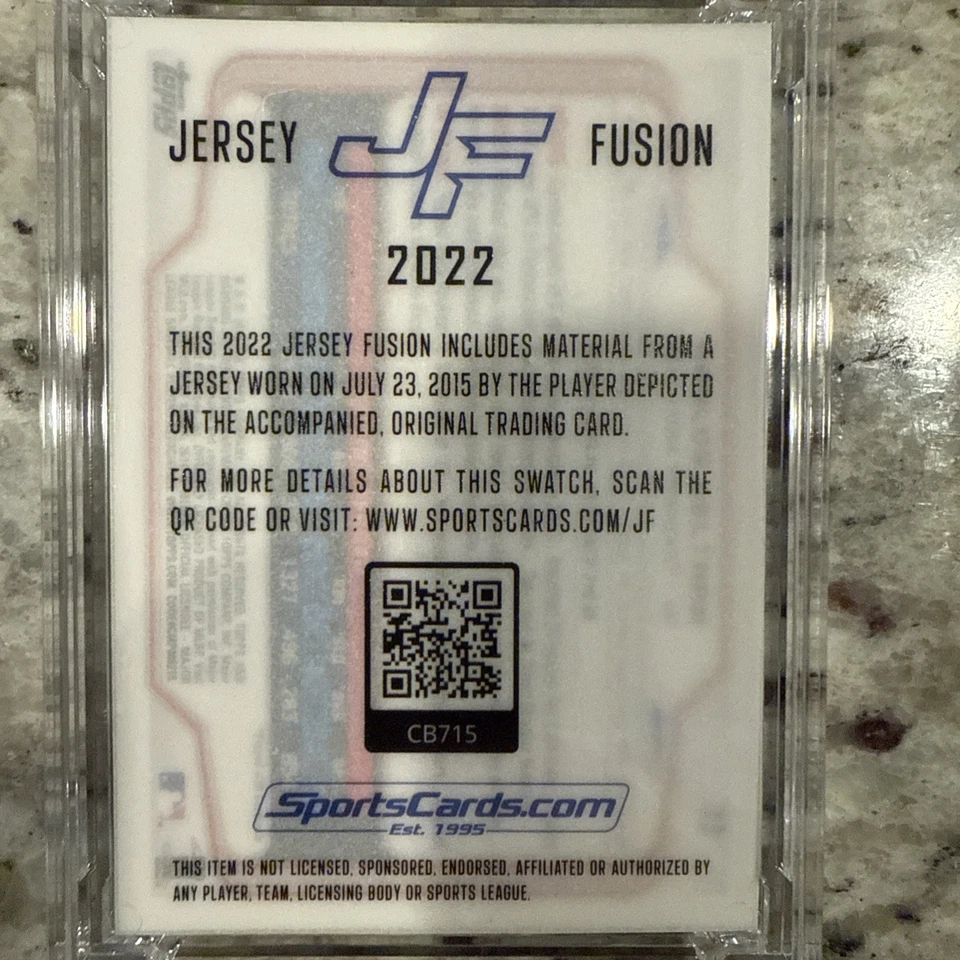 JERSEY JF FUSION
2022
THIS 2022 JERSEY FUSION INCLUDES MATERIAL FROM A
JERSEY WORN ON JULY 23, 2015 BY THE PLAYER DEPICTED
ON THE ACCOMPANIED, ORIGINAL TRADING CARD.
FOR MORE DETAILS ABOUT THIS SWATCH, SCAN THE
QR CODE OR VISIT: WWW.SPORTSCARDS.COM/JF
CB715
SportsCards.com
Est. 1995
THIS ITEM IS NOT LICENSED, SPONSORED, ENDORSED, AFFILIATED OR AUTHORIZED BY
ANY PLAYER, TEAM, LICENSING BODY OR SPORTS LEAGUE.